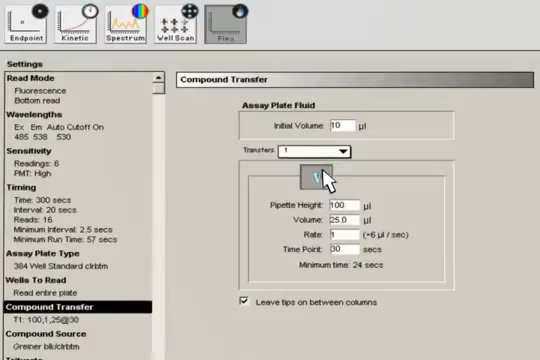 Endpoint
Kinetic
Spectrum
Well Scan
Flex
Settings
Read Mode
Fluorescence
Bottom read
Wavelengths
Ex Em Auto Cutoff On
485 538 530
Sensitivity
Readings: 6
PMT: High
Timing
Time: 300 secs
Interval: 20 secs
Reads: 16
Minimum Interval: 2.5 secs
Minimum Run Time: 57 secs
Assay Plate Type
384 Well Standard clrbtm
Wells To Read
Read entire plate
Compound Transfer
T1: 100,1,25@30
Compound Source
Greiner blk/clrbtm
Compound Transfer
Assay Plate Fluid
Initial Volume: 10 µl
Transfers 1
Pipette Height: 100 µl
Volume: 25.0 µl
Rate: 1 (~6 µl / sec)
Time Point: 30 secs
Minimum time: 24 secs
Leave tips on between columns